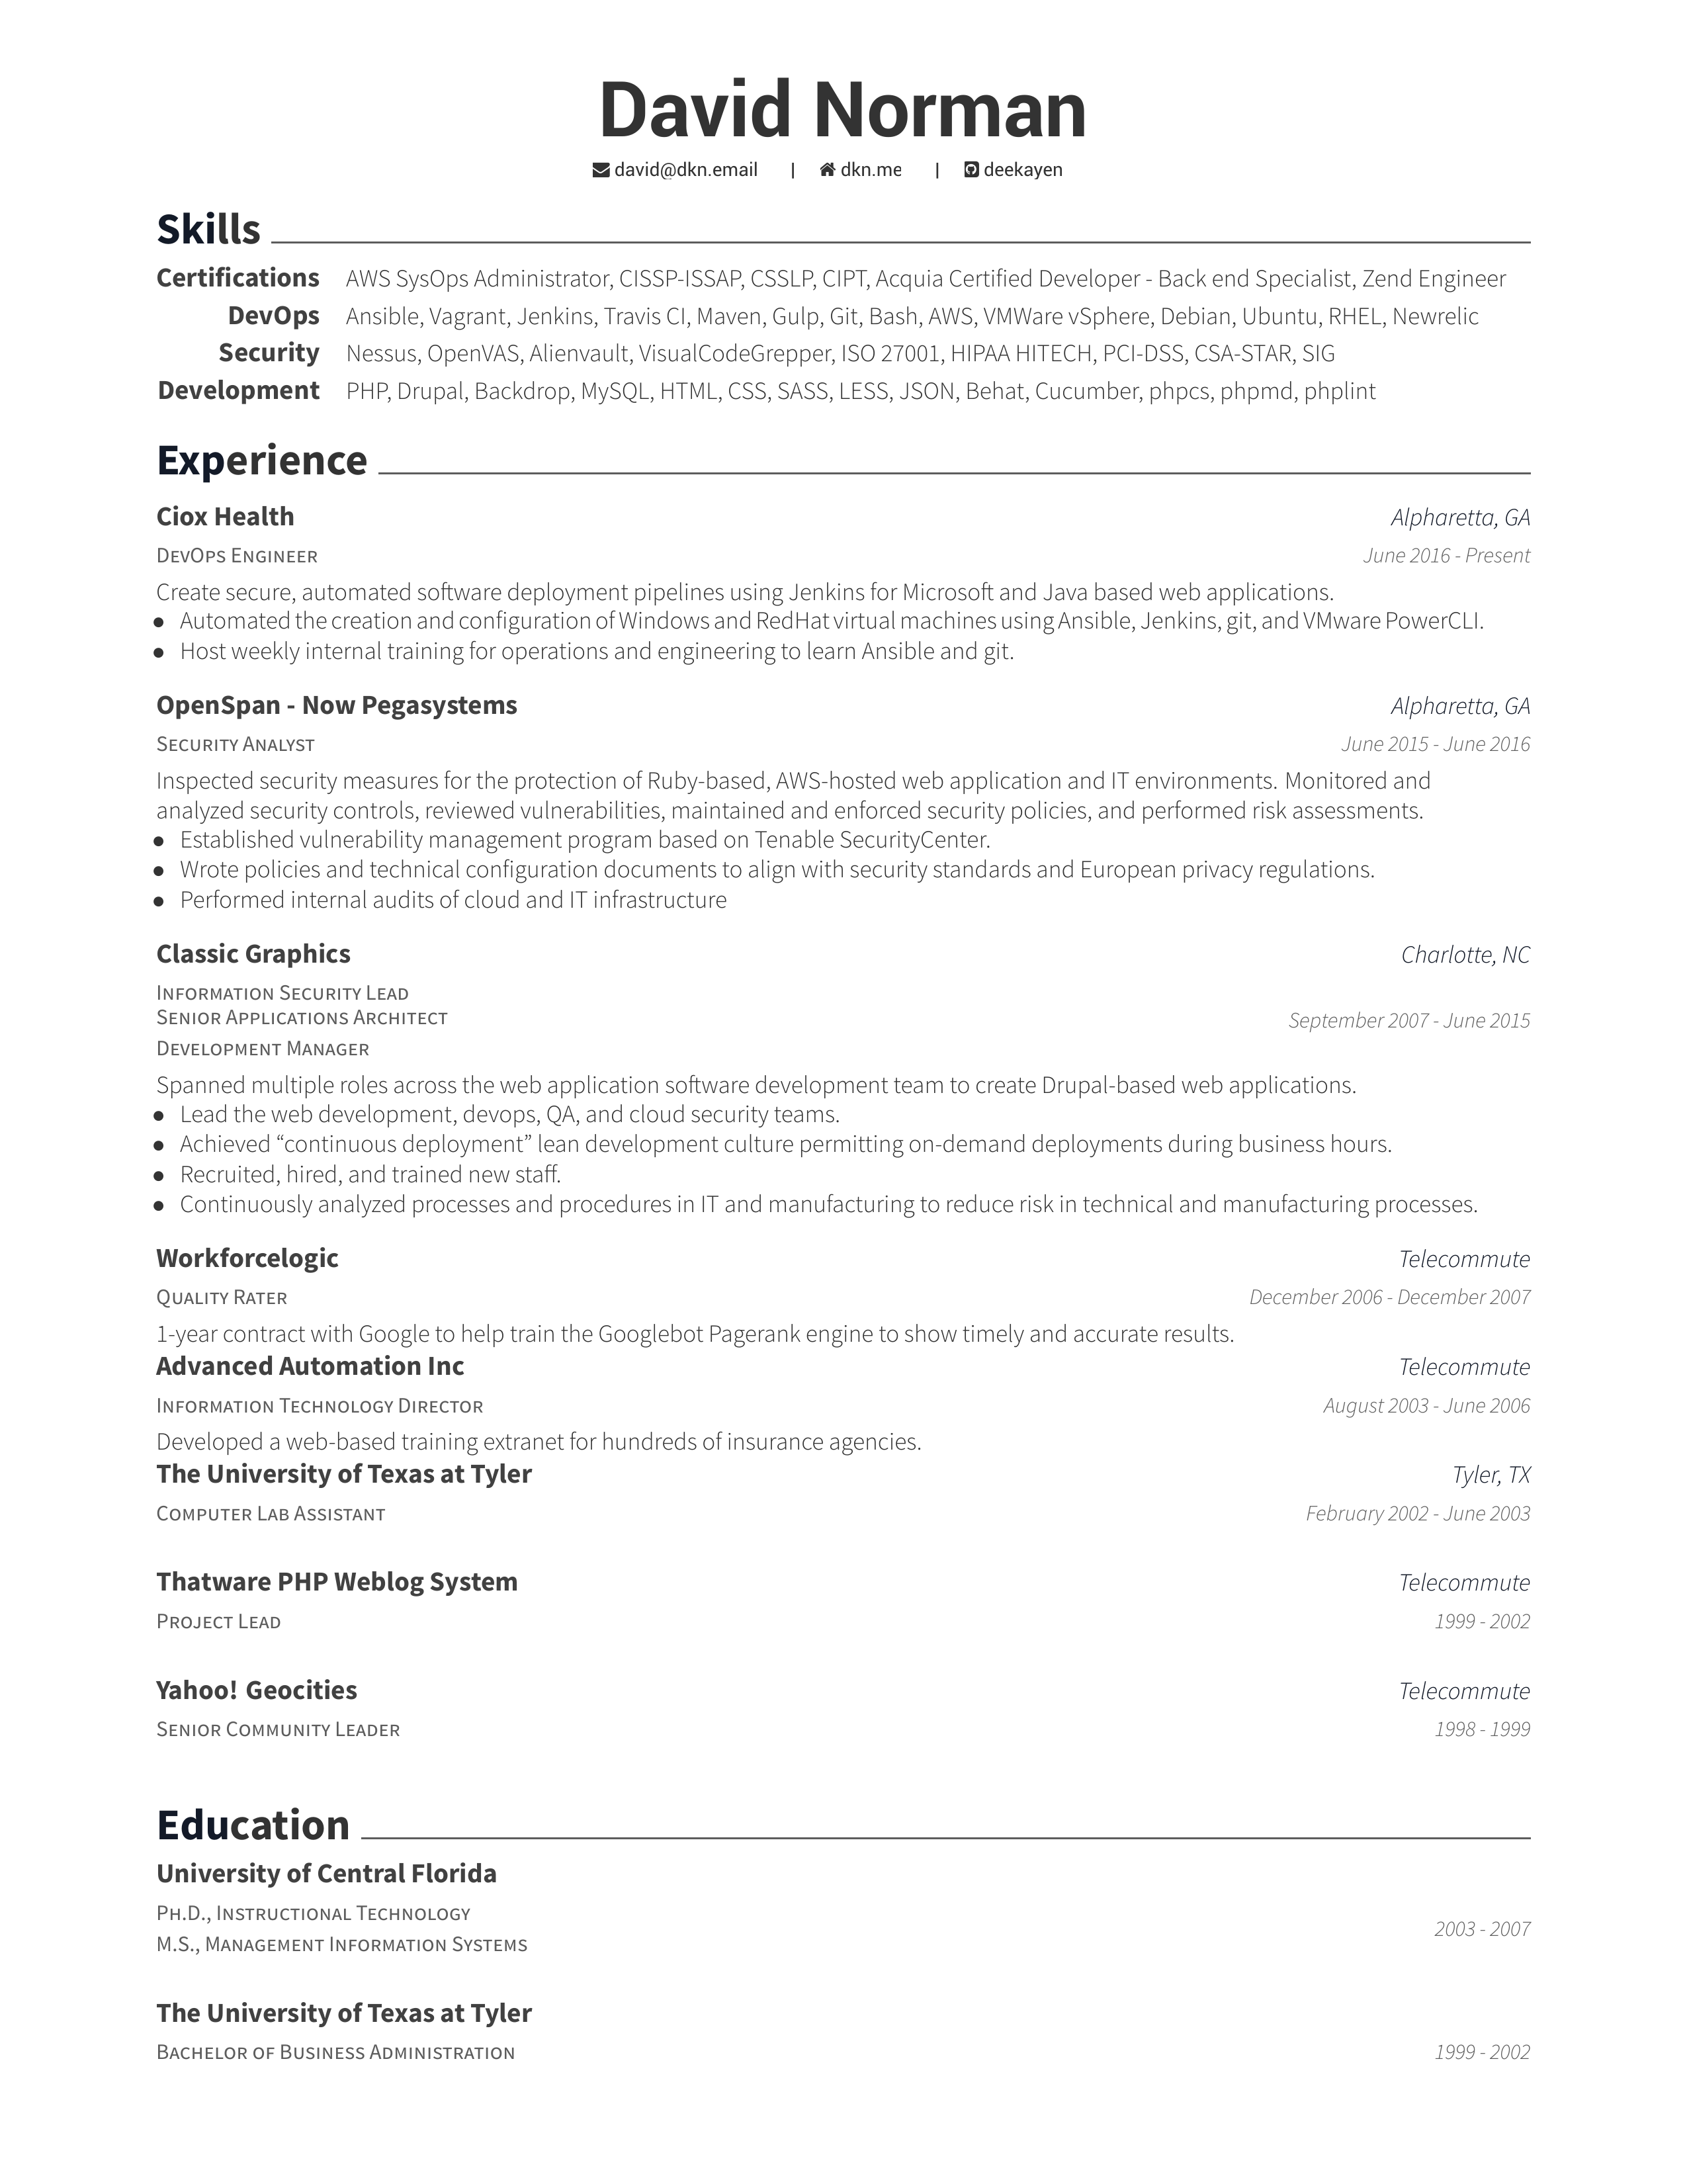 David Norman
david@dkn.email | dkn.me | deekayen
Skills
Certifications AWS SysOps Administrator, CISSP-ISSAP, CSSLP, CIPT, Acquia Certified Developer - Back end Specialist, Zend Engineer
DevOps Ansible, Vagrant, Jenkins, Travis CI, Maven, Gulp, Git, Bash, AWS, VMWare vSphere, Debian, Ubuntu, RHEL, Newrelic
Security Nessus, OpenVAS, Alienvault, VisualCodeGrepper, ISO 27001, HIPAA HITECH, PCI-DSS, CSA-STAR, SIG
Development PHP, Drupal, Backdrop, MySQL, HTML, CSS, SASS, LESS, JSON, Behat, Cucumber, phpcs, phpmd, phplint
Experience
Ciox Health Alpharetta, GA
DevOps Engineer June 2016 - Present
Create secure, automated software deployment pipelines using Jenkins for Microsoft and Java based web applications.
• Automated the creation and configuration of Windows and RedHat virtual machines using Ansible, Jenkins, git, and VMware PowerCLI.
• Host weekly internal training for operations and engineering to learn Ansible and git.
OpenSpan - Now Pegasystems Alpharetta, GA
Security Analyst June 2015 - June 2016
Inspected security measures for the protection of Ruby-based, AWS-hosted web application and IT environments. Monitored and
analyzed security controls, reviewed vulnerabilities, maintained and enforced security policies, and performed risk assessments.
• Established vulnerability management program based on Tenable SecurityCenter.
• Wrote policies and technical configuration documents to align with security standards and European privacy regulations.
• Performed internal audits of cloud and IT infrastructure
Classic Graphics Charlotte, NC
Information Security Lead
Senior Applications Architect September 2007 - June 2015
Development Manager
Spanned multiple roles across the web application software development team to create Drupal-based web applications.
• Lead the web development, devops, QA, and cloud security teams.
• Achieved “continuous deployment” lean development culture permitting on-demand deployments during business hours.
• Recruited, hired, and trained new staff.
• Continuously analyzed processes and procedures in IT and manufacturing to reduce risk in technical and manufacturing processes.
Workforcelogic Telecommute
Quality Rater December 2006 - December 2007
1-year contract with Google to help train the Googlebot Pagerank engine to show timely and accurate results.
Advanced Automation Inc Telecommute
Information Technology Director August 2003 - June 2006
Developed a web-based training extranet for hundreds of insurance agencies.
The University of Texas at Tyler Tyler, TX
Computer Lab Assistant February 2002 - June 2003
Thatware PHP Weblog System Telecommute
Project Lead 1999 - 2002
Yahoo! Geocities Telecommute
Senior Community Leader 1998 - 1999
Education
University of Central Florida
Ph.D., Instructional Technology
2003 - 2007
M.S., Management Information Systems
The University of Texas at Tyler
Bachelor of Business Administration 1999 - 2002